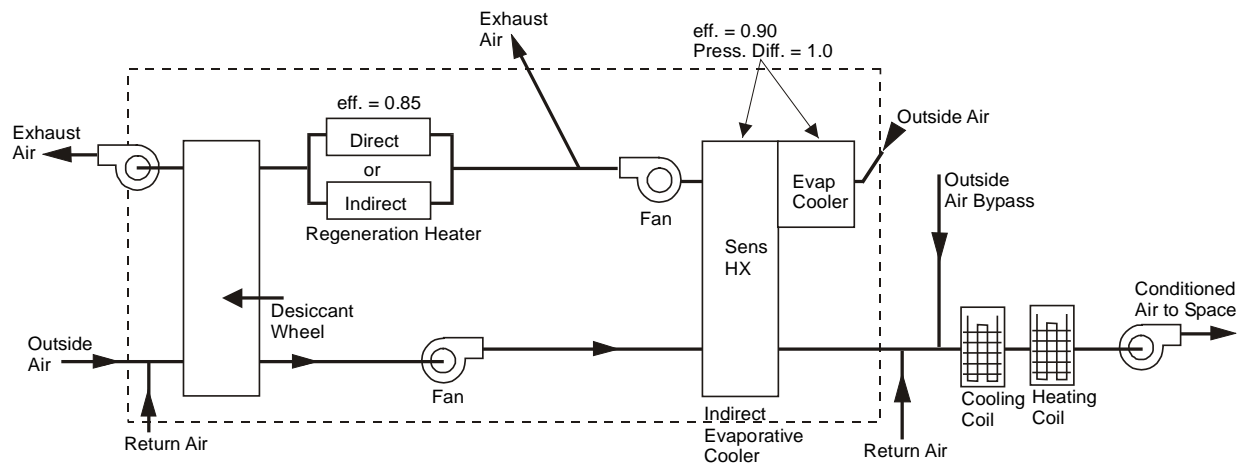 Exhaust
Air
eff. = 0.90
Press. Diff. = 1.0
eff. = 0.85
Outside Air
Exhaust
Air
Direct
or
Indirect
Regeneration Heater
Fan
Evap
Cooler
Outside
Air Bypass
Sens
HX
Desiccant
Wheel
Conditioned
Air to Space
Outside
Air
Fan
Cooling
Coil
Heating
Coil
Return Air
Indirect
Evaporative
Cooler
Return Air